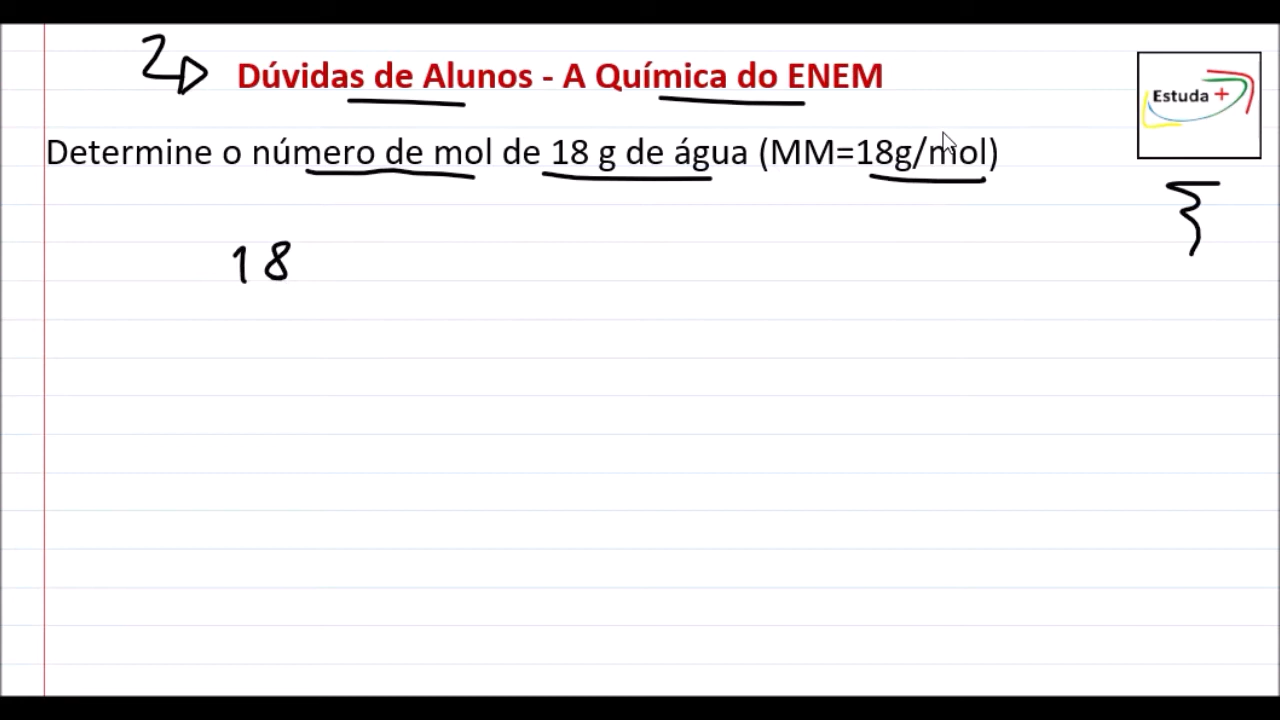 Dúvidas de Alunos - A Química do ENEM
Estuda +
Determine o número de mol de 18 g de água (MM=18g/mol)
18